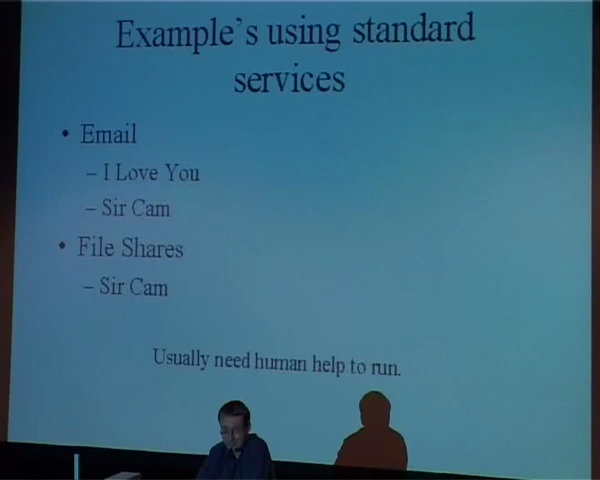 Example's using standard
services
• Email
– I Love You
– Sir Cam
• File Shares
– Sir Cam
Usually need human help to run.